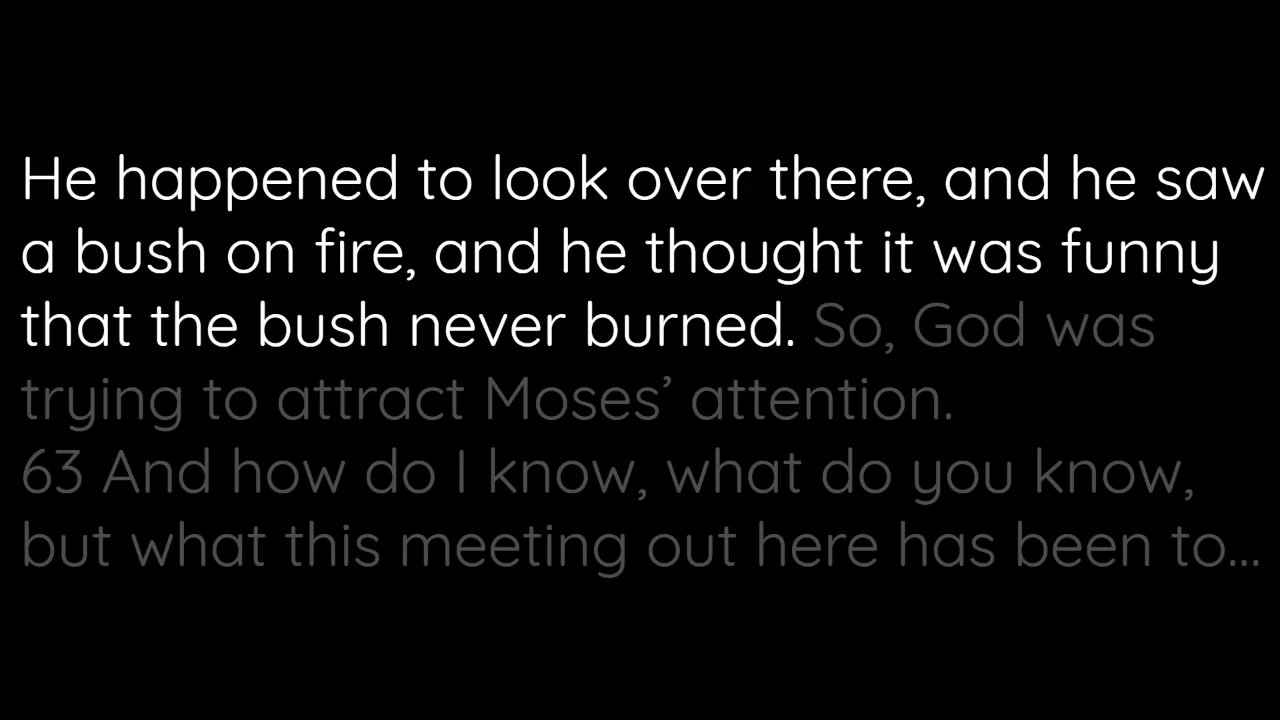 He happened to look over there, and he saw
a bush on fire, and he thought it was funny
that the bush never burned. So, God was
trying to attract Moses’ attention.
63 And how do I know, what do you know,
but what this meeting out here has been to...